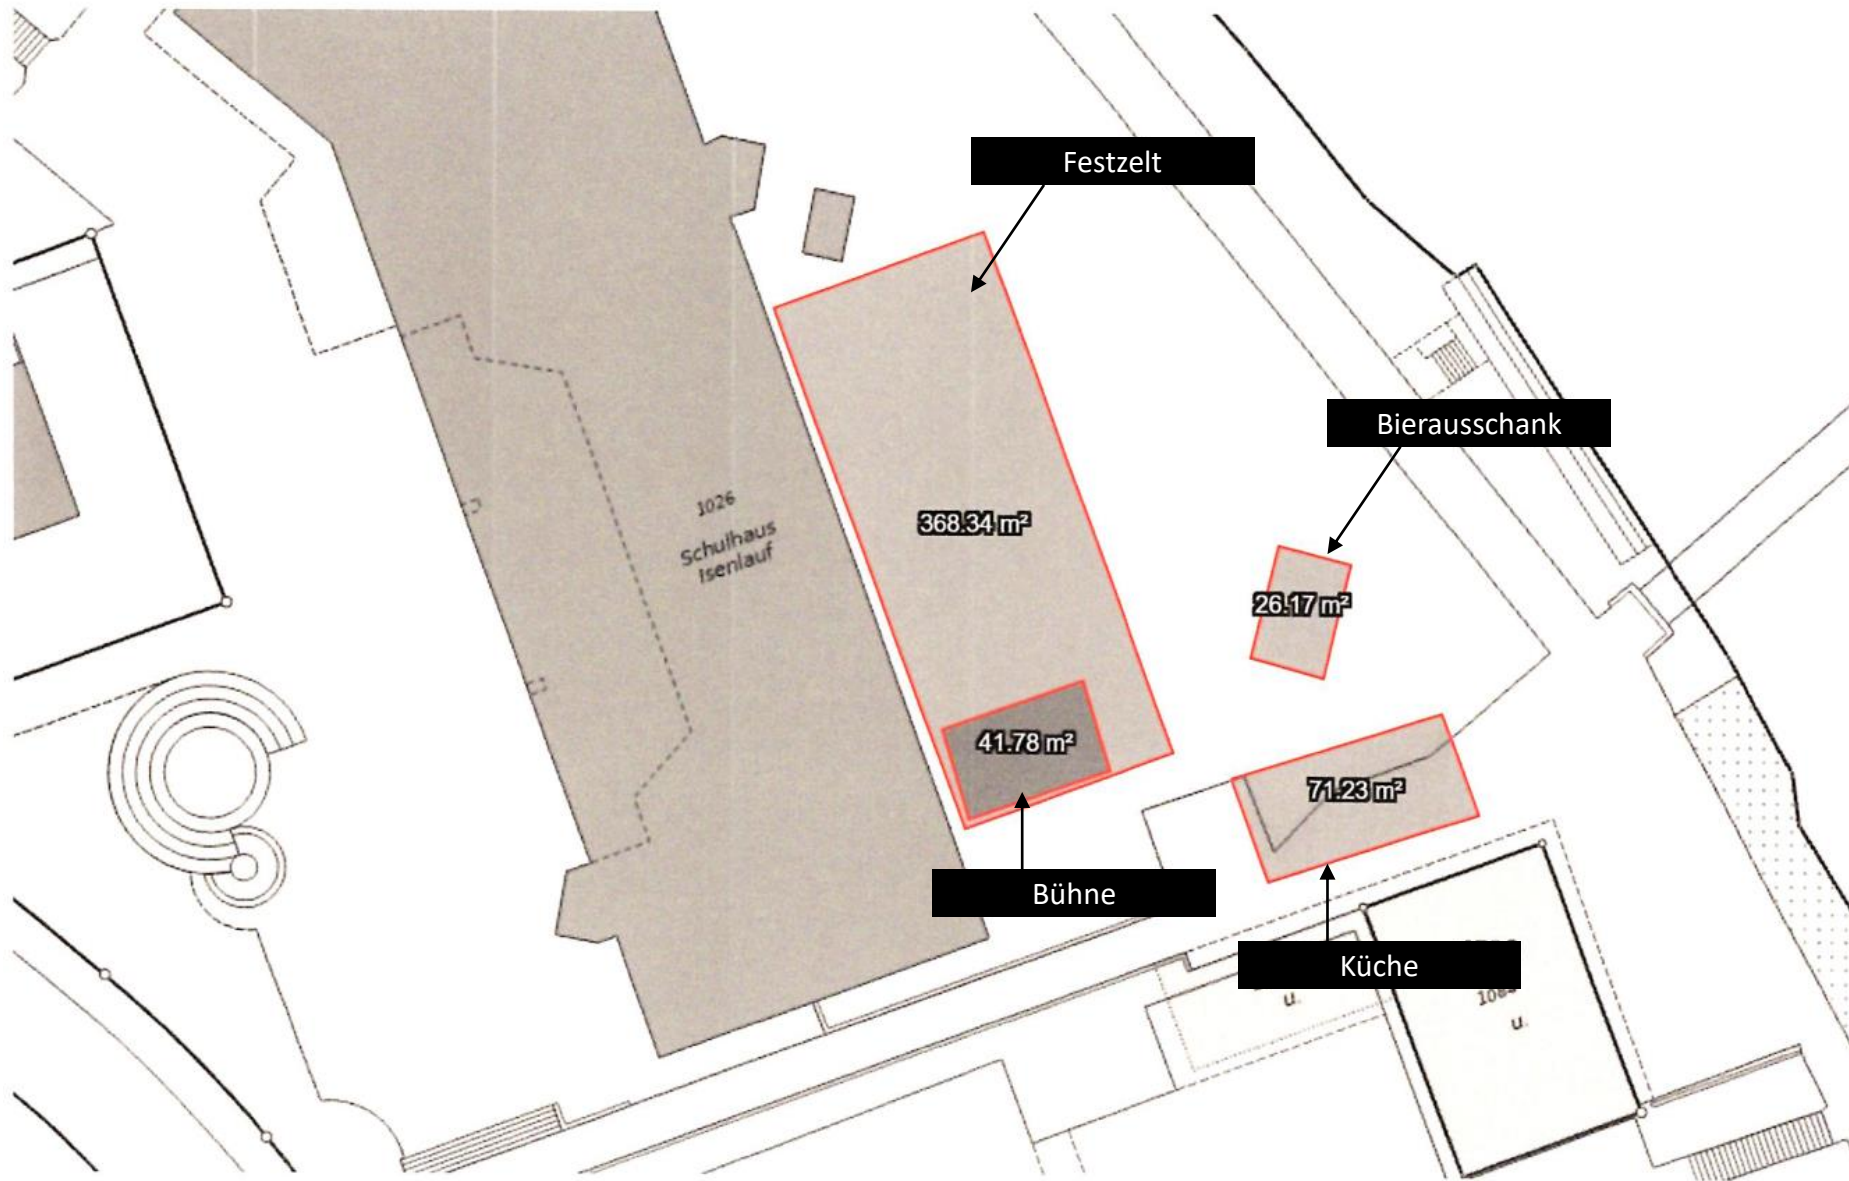 Festzelt
Bierausschank
1026
Schulhaus
Isenlauf
368.34 m²
26.17 m²
41.78 m²
71.23 m²
Bühne
Küche
u.
u.